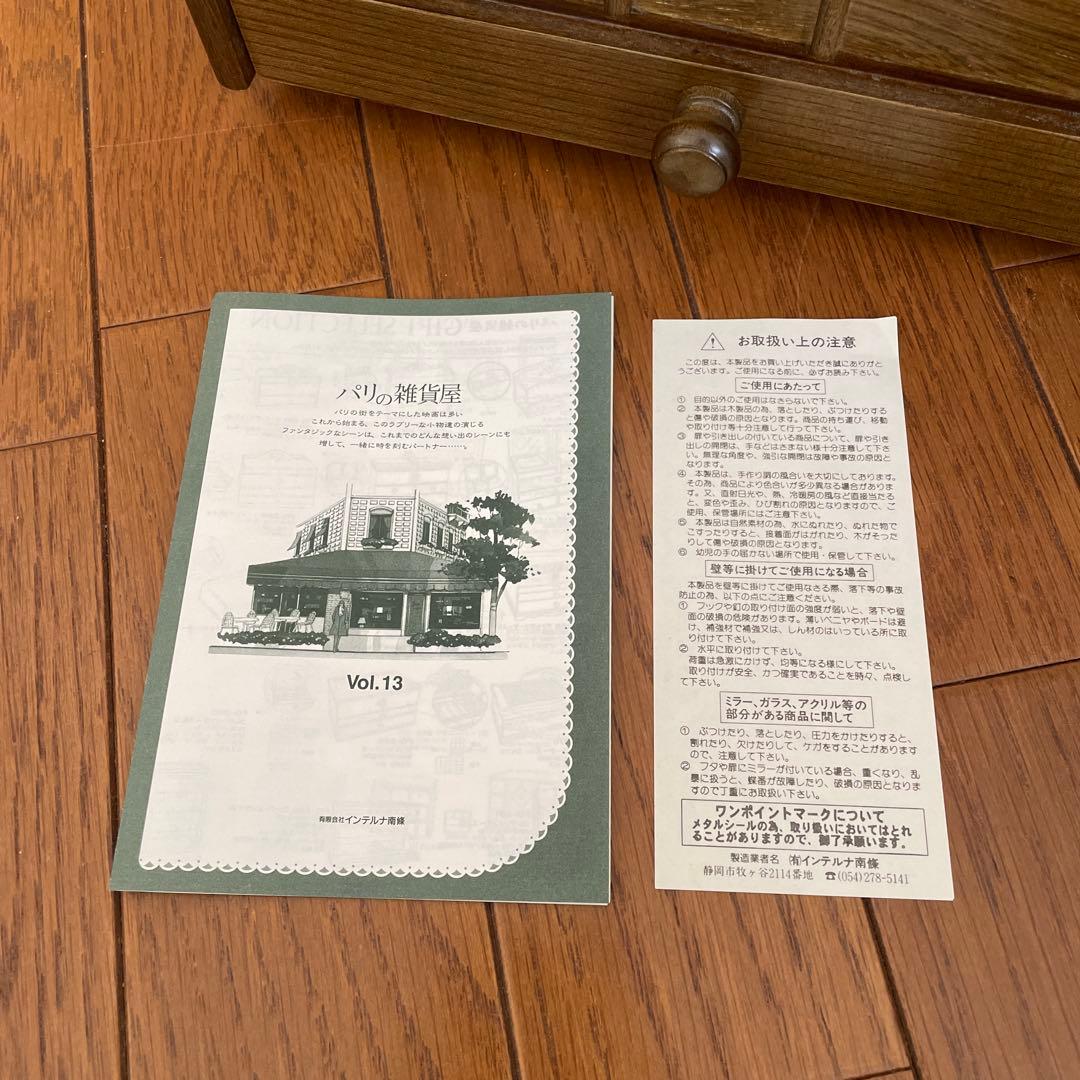 パリの雑貨屋
パリの街をテーマにした映画は多い
これから始まる、このラブリーな小物達の演じる
ファンタジックなシーンは、これまでのどんな想い出のシーンにも
増して、一緒に時を刻むパートナー……。
Vol.13
有限会社インテルナ南條
お取扱い上の注意
この度は、本製品をお買い上げいただき誠にありがと
うございます。ご使用になる前に、必ずお読み下さい。
ご使用にあたって
① 目的以外のご使用はなさらないで下さい。
② 本製品は木製品の為、落としたり、ぶつけたりする
と傷や破損の原因となります。商品の持ち運び、移動
や取り付け等十分注意して行って下さい。
③ 扉や引き出しの付いている商品について、扉や引き
出しの開閉は、手などはさまない様十分注意して下さ
い。無理な角度や、強引な開閉は故障や事故の原因と
なります。
④ 本製品は、手作り調の風合いを大切にしております。
その為、商品により色合いが多少異なる場合がありま
す。又、直射日光や、熱、冷暖房の風など直接当たる
と、変色や歪み、ひび割れの原因となりますので、ご
使用、保管場所にはご注意下さい。
⑤ 本製品は自然素材の為、水にぬれたり、ぬれた物で
こすったりすると、接着面がはがれたり、木がそった
りして傷や破損の原因となります。
⑥ 幼児の手の届かない場所で使用・保管して下さい。
壁等に掛けてご使用になる場合
本製品を壁等に掛けてご使用なさる際、落下等の事故
防止の為、以下の点にご注意ください。
① フックや釘の取り付け面の強度が弱いと、落下や壁
面の破損の危険があります。薄いベニヤやボードは避
け、補強材で補強又は、しん材のはいっている所に取
り付けて下さい。
② 水平に取り付けて下さい。
荷重は急激にかけず、均等になる様にして下さい。
取り付けが安全、かつ確実であることを時々、点検し
て下さい。
ミラー、ガラス、アクリル等の
部分がある商品に関して
① ぶつけたり、落としたり、圧力をかけたりすると、
割れたり、欠けたりして、ケガをすることがあります
ので、注意して下さい。
② フタや扉にミラーが付いている場合、重くなり、乱
暴に扱うと、蝶番が故障したり、破損の原因となりま
すので丁重にお取扱い下さい。
ワンポイントマークについて
メタルシールの為、取り扱いにおいてはとれ
ることがありますので、御了承願います。
製造業者名 ㈲インテルナ南條
静岡市牧ヶ谷2114番地 ☎(054)278-5141